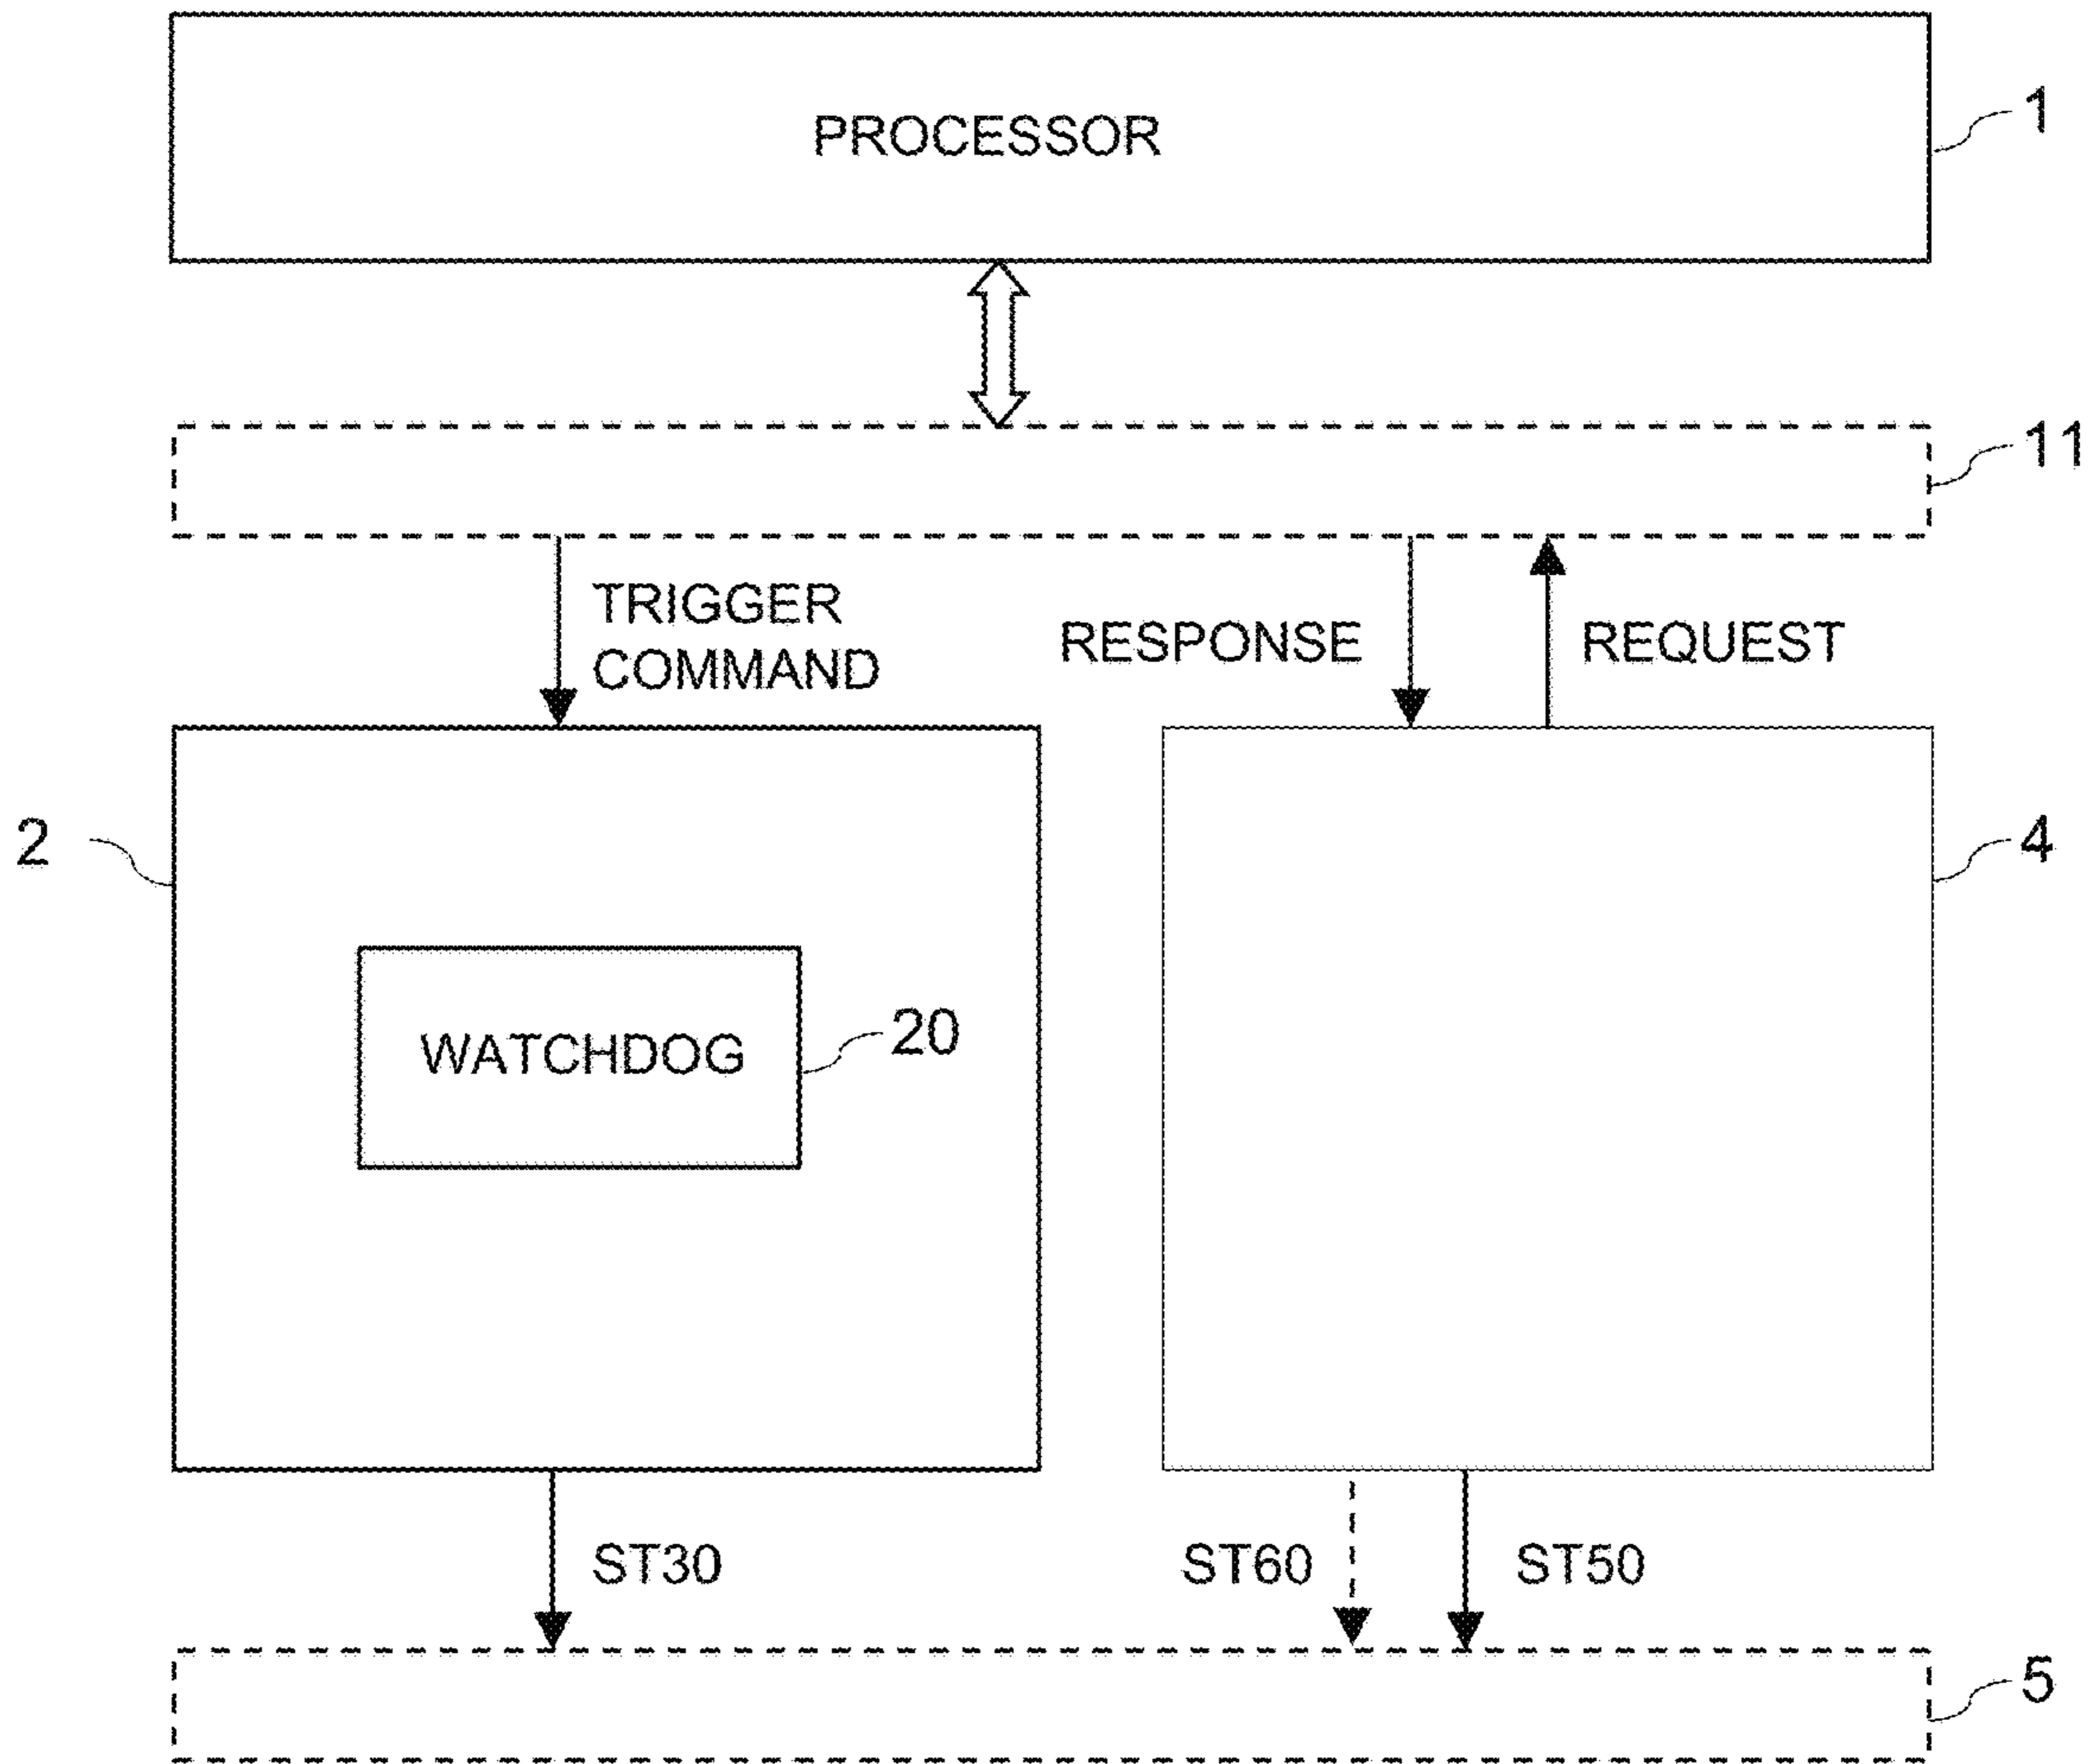 PROCESSOR
1
11
TRIGGER
COMMAND
RESPONSE
REQUEST
2
4
WATCHDOG
20
ST30
ST60
ST50
5